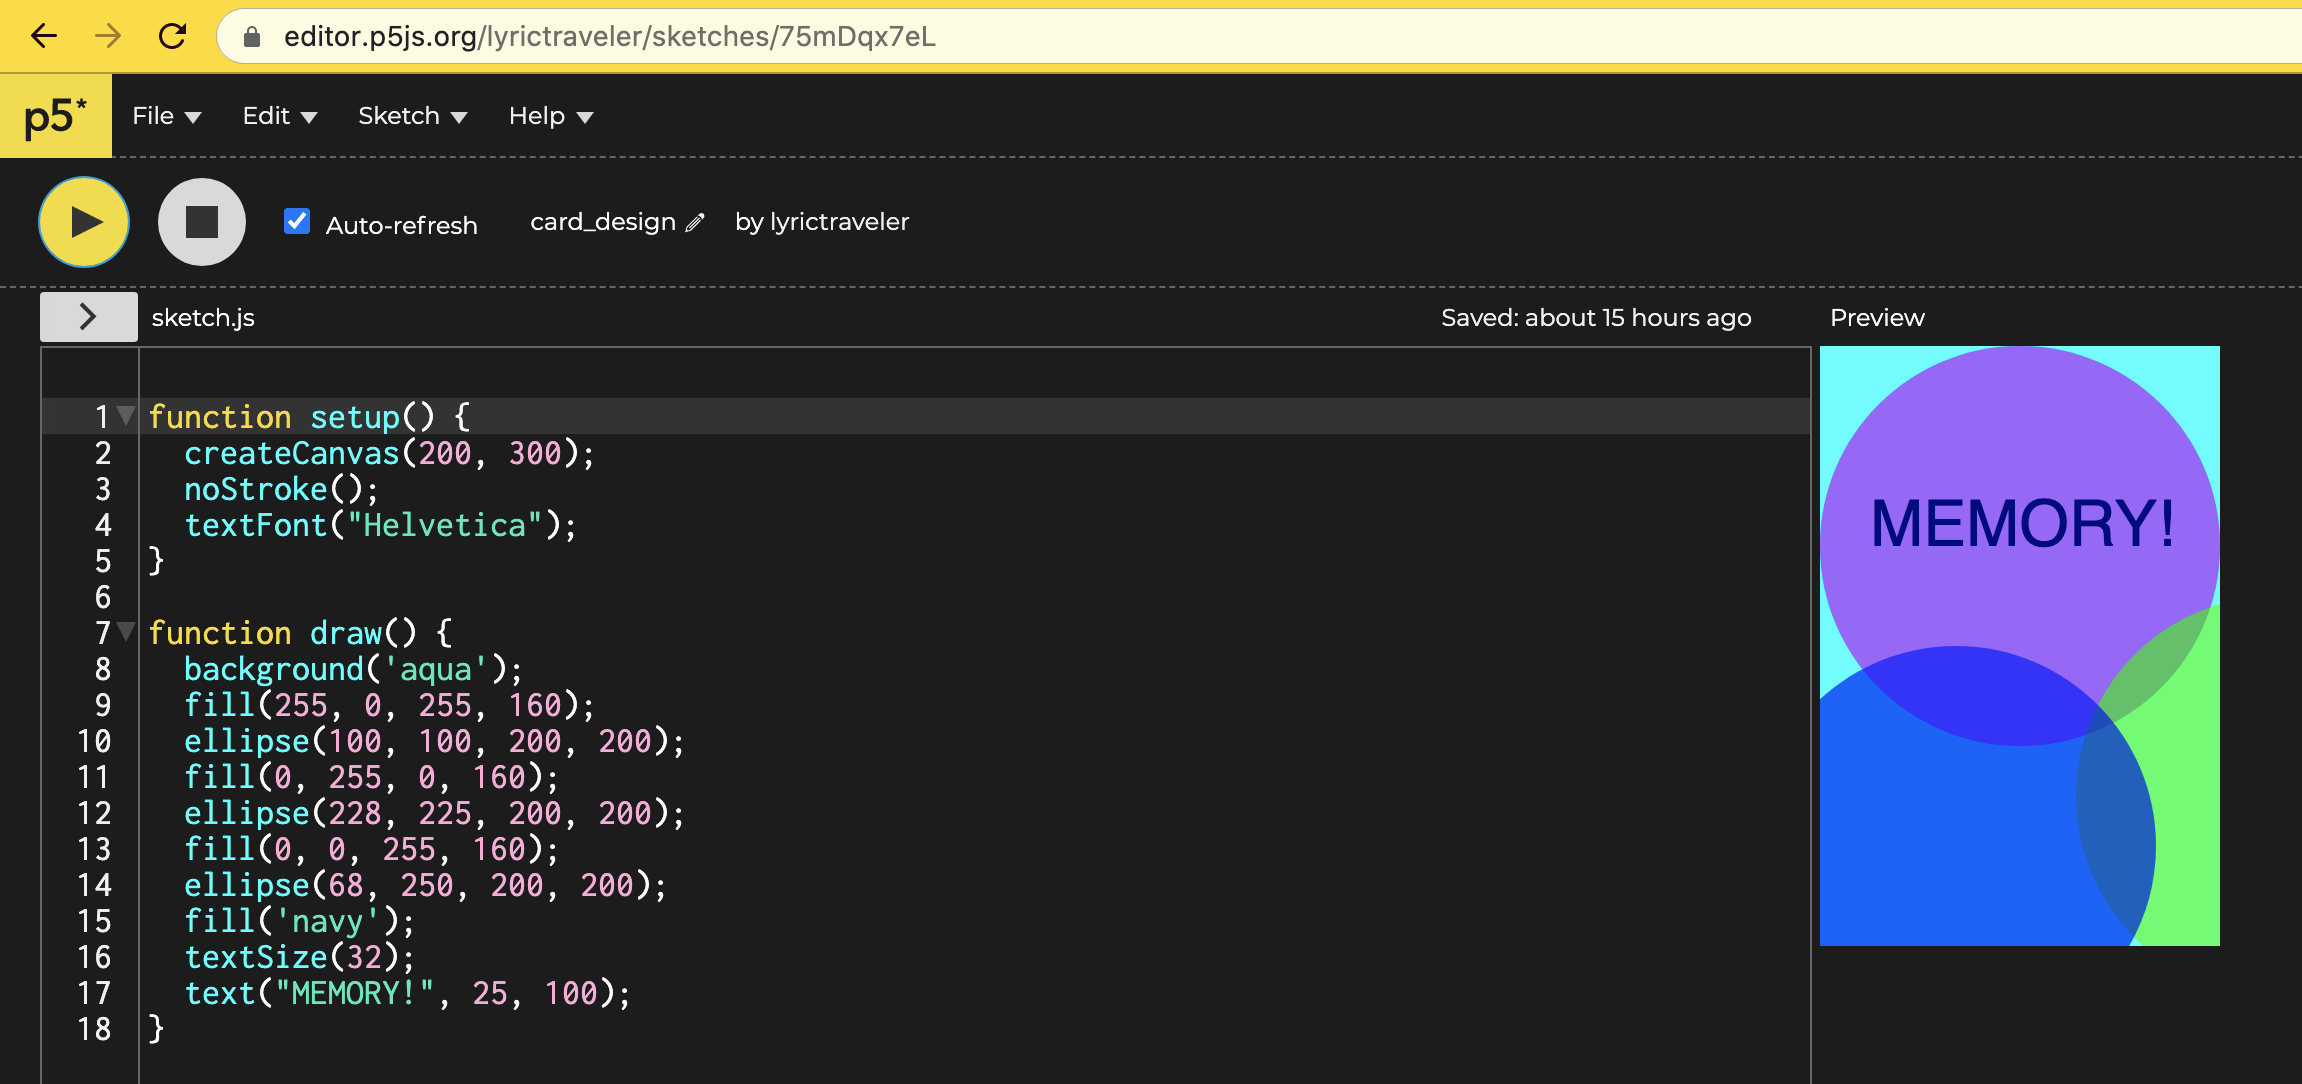 editor.p5js.org/lyrictraveler/sketches/75mDqx7eL
p5* File Edit Sketch Help
Auto-refresh card_design by lyrictraveler
sketch.js Saved: about 15 hours ago Preview
1 function setup() {
2 createCanvas(200, 300);
3 noStroke();
4 textFont("Helvetica");
5 }
6
7 function draw() {
8 background('aqua');
9 fill(255, 0, 255, 160);
10 ellipse(100, 100, 200, 200);
11 fill(0, 255, 0, 160);
12 ellipse(228, 225, 200, 200);
13 fill(0, 0, 255, 160);
14 ellipse(68, 250, 200, 200);
15 fill('navy');
16 textSize(32);
17 text("MEMORY!", 25, 100);
18 }
MEMORY!